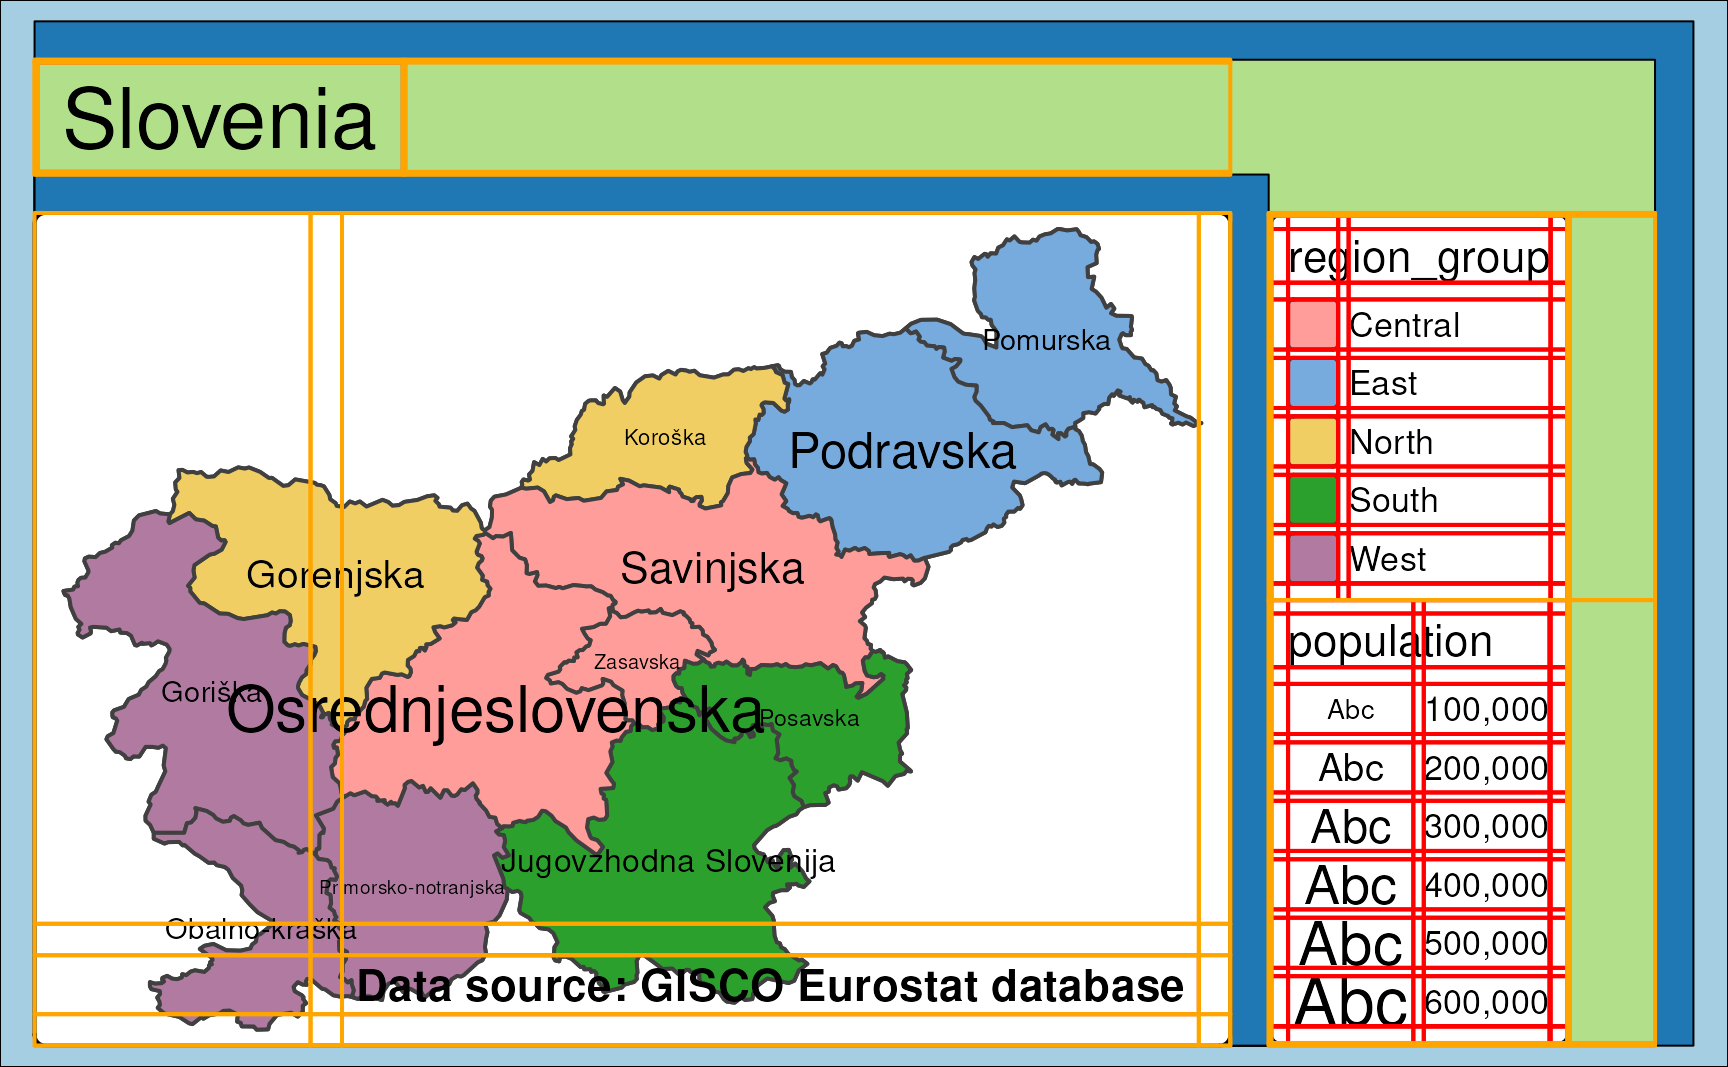 Slovenia
region_group
Central
East
North
South
West
population
Abc 100,000
Abc 200,000
Abc 300,000
Abc 400,000
Abc 500,000
Abc 600,000
Pomurska
Koroška
Podravska
Savinjska
Gorenjska
Zasavska
Goriška
Osrednjeslovenska
Posavska
Jugovzhodna Slovenija
Primorsko-notranjska
Obalno-kraška
Data source: GISCO Eurostat database